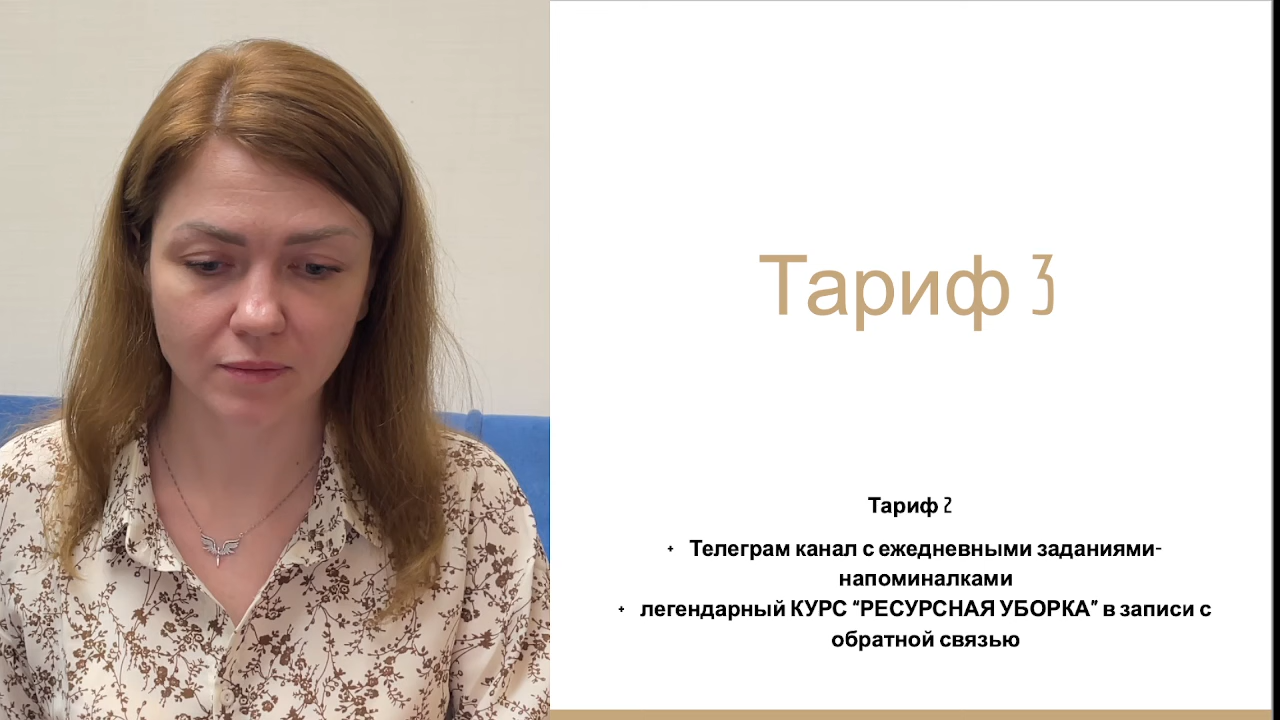 Тариф 3
Тариф 2
+ Телеграм канал с ежедневными заданиями-
напоминалками
+ легендарный КУРС “РЕСУРСНАЯ УБОРКА” в записи с
обратной связью